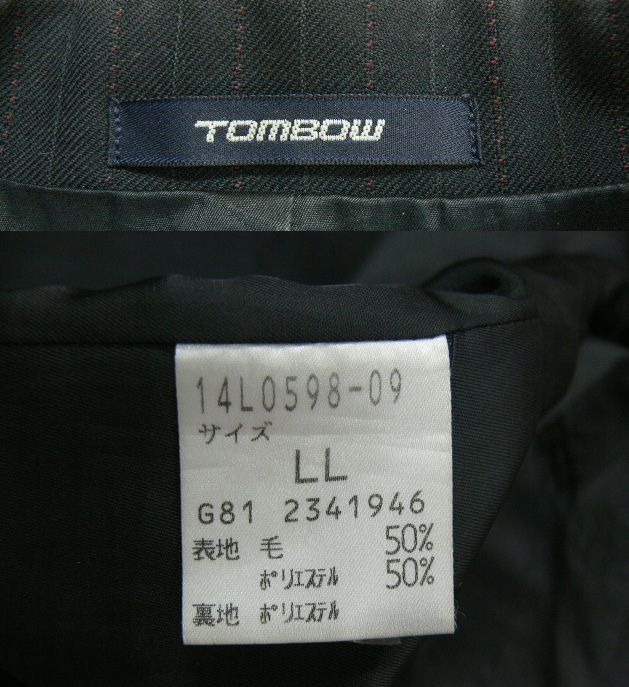 TOMBOW
14L0598-09
サイズ
LL
G81 2341946
表地 毛 50%
ポリエステル 50%
裏地 ポリエステル